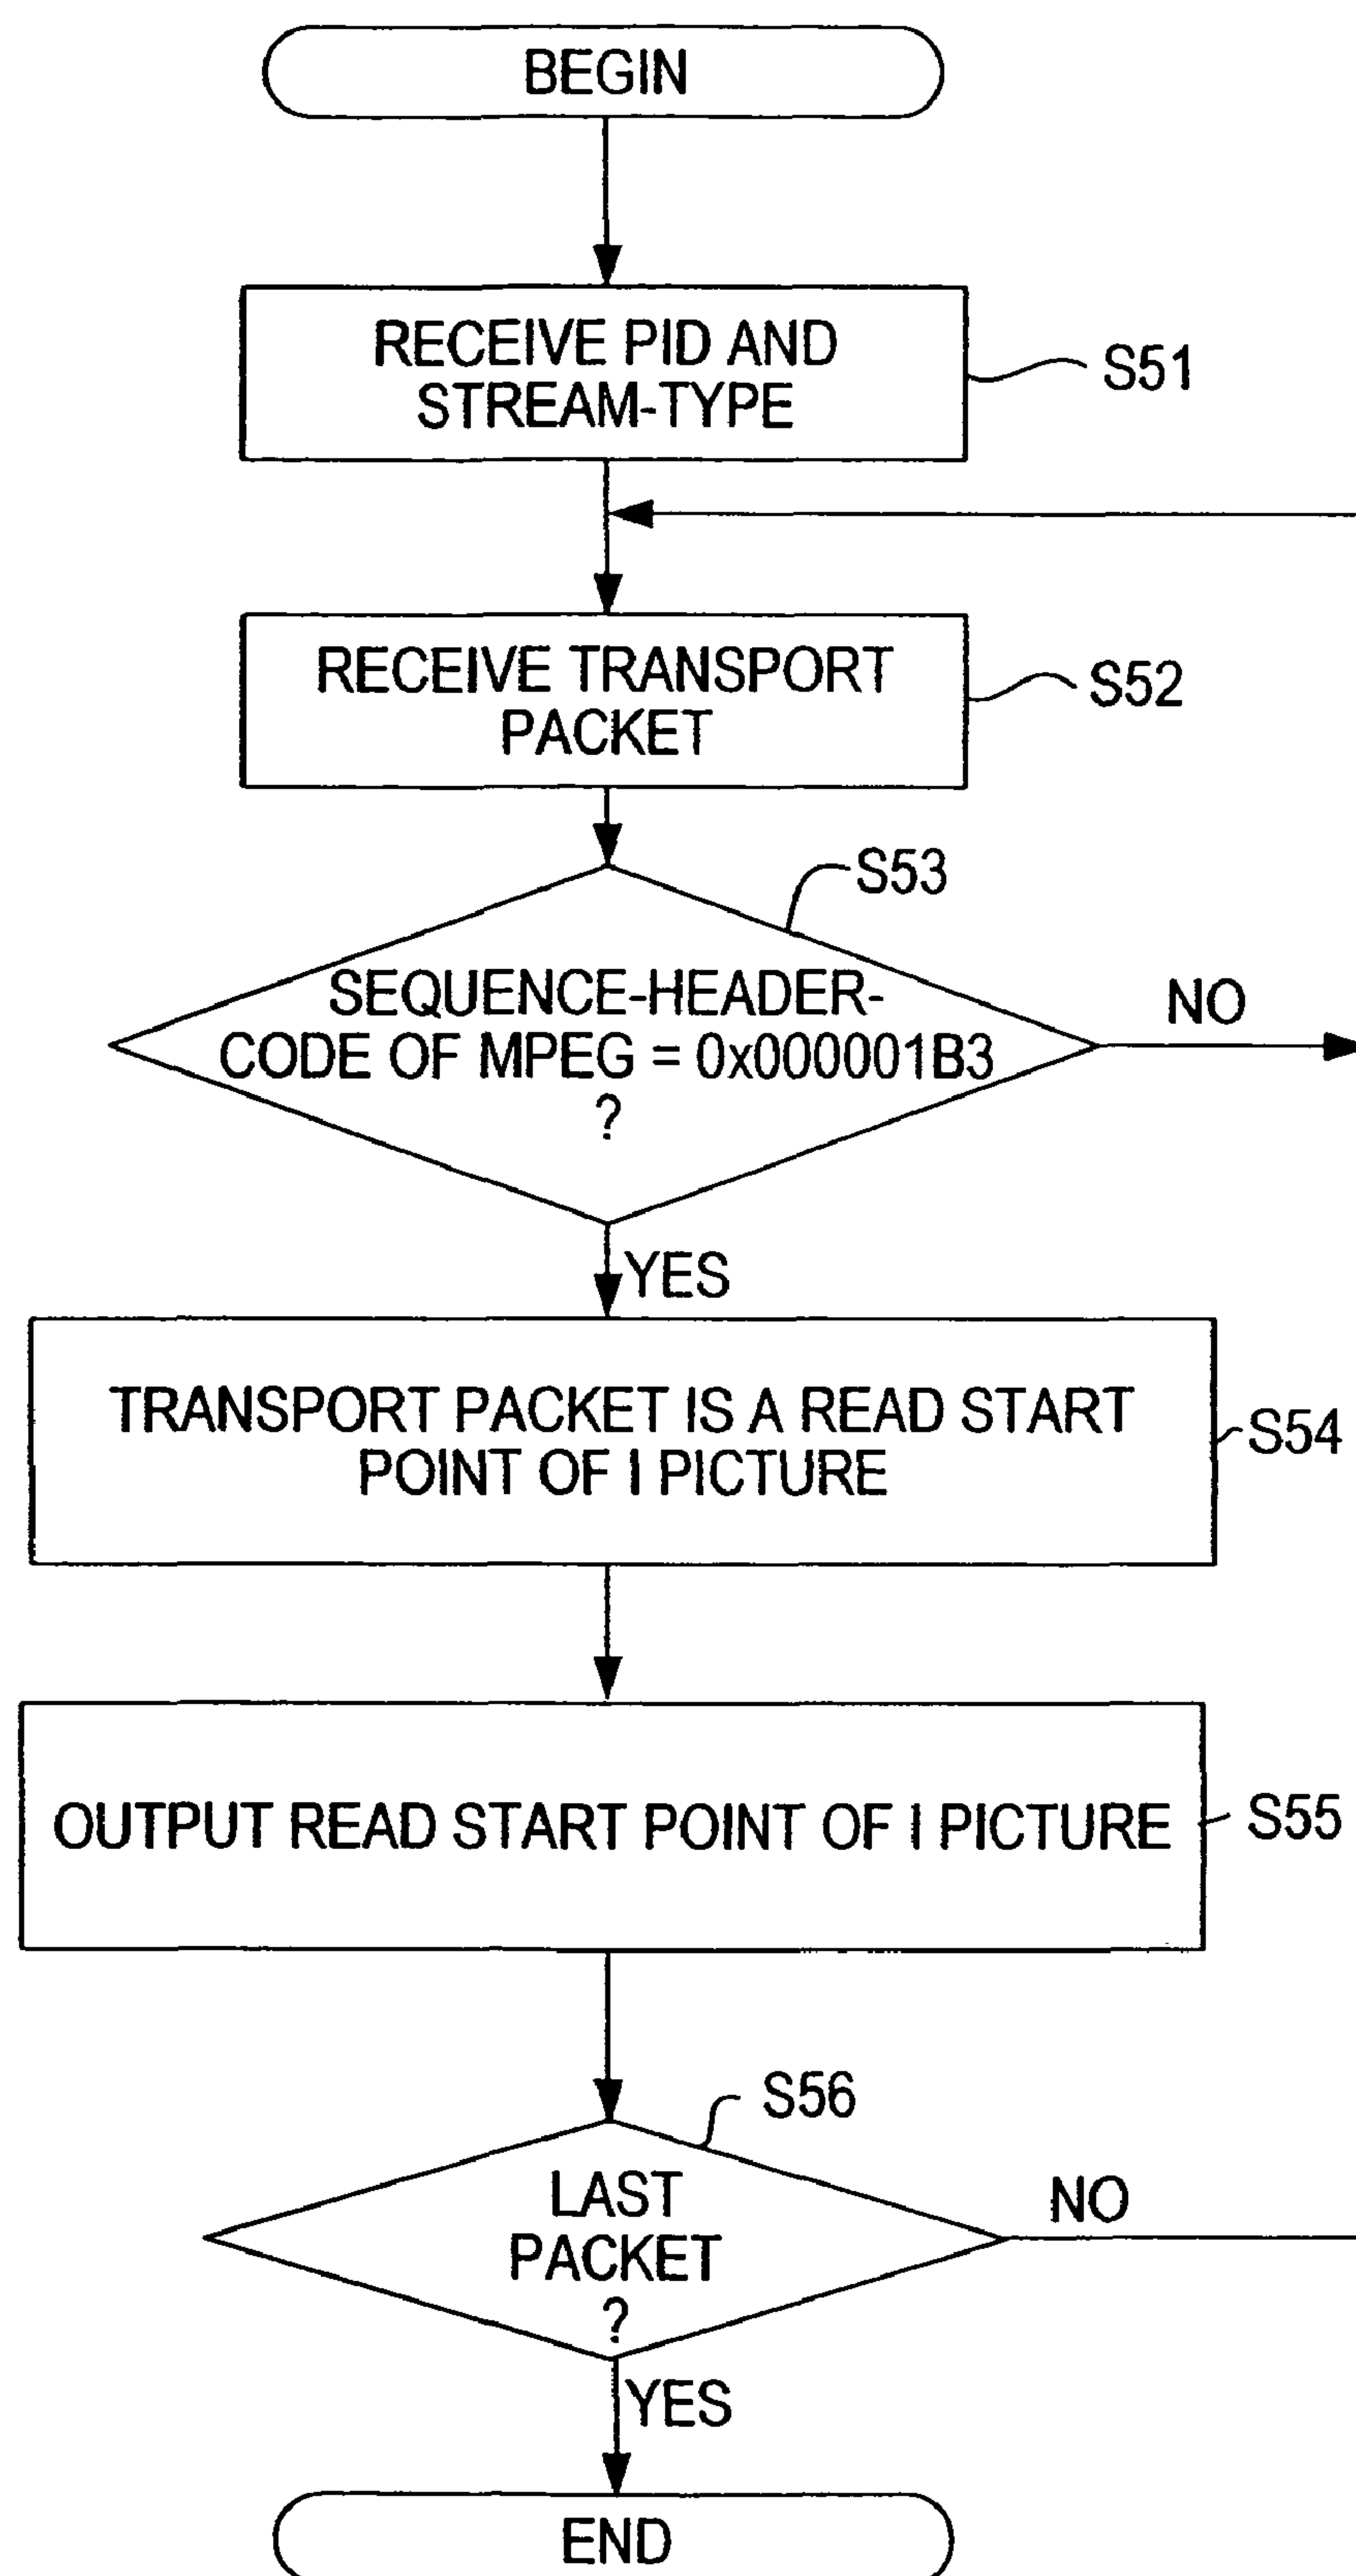 BEGIN
RECEIVE PID AND
STREAM-TYPE
S51
RECEIVE TRANSPORT
PACKET
S52
S53
SEQUENCE-HEADER-
CODE OF MPEG = 0x000001B3
?
NO
YES
TRANSPORT PACKET IS A READ START
POINT OF I PICTURE
S54
OUTPUT READ START POINT OF I PICTURE
S55
S56
LAST
PACKET
?
NO
YES
END